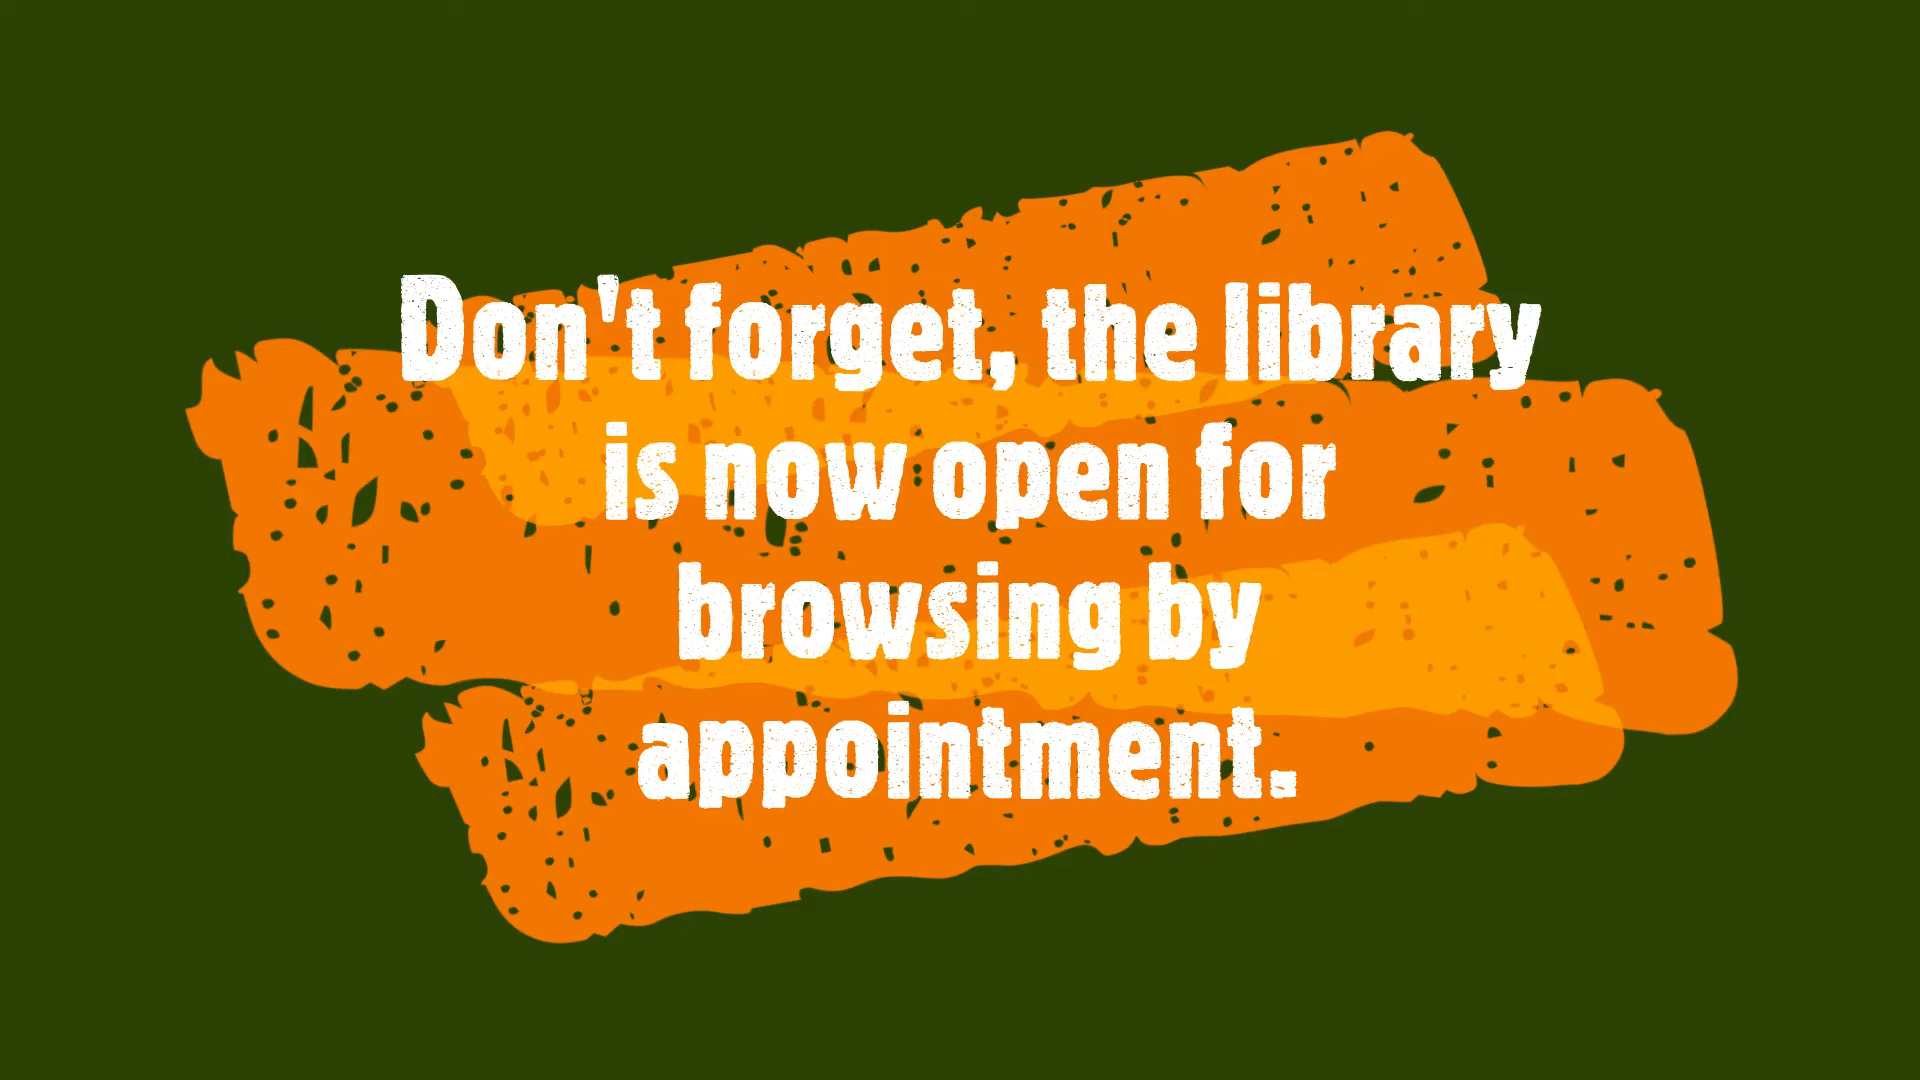 Don't forget, the library
is now open for
browsing by
appointment.